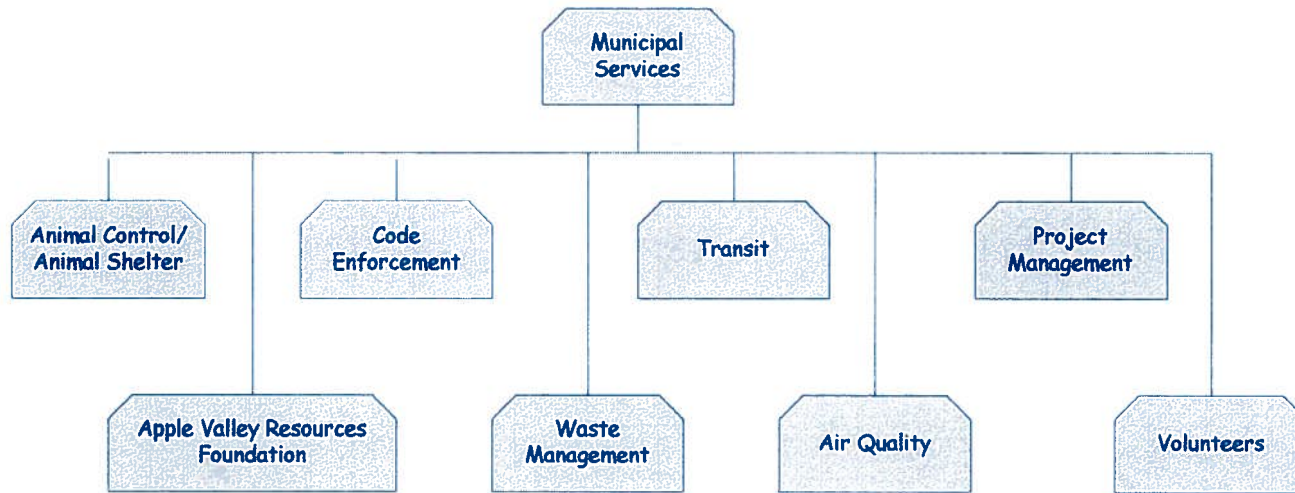 Municipal
Services
Animal Control/
Animal Shelter
Code
Enforcement
Transit
Project
Management
Apple Valley Resources
Foundation
Waste
Management
Air Quality
Volunteers